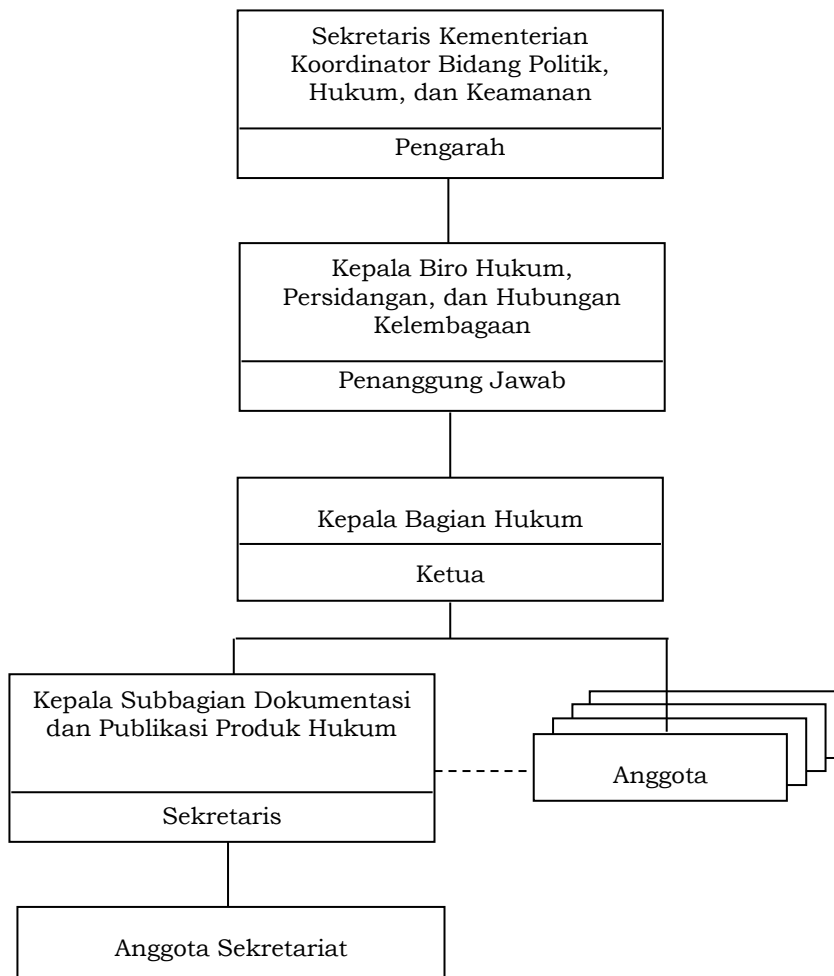 Sekretaris Kementerian
Koordinator Bidang Politik,
Hukum, dan Keamanan
Pengarah
Kepala Biro Hukum,
Persidangan, dan Hubungan
Kelembagaan
Penanggung Jawab
Kepala Bagian Hukum
Ketua
Kepala Subbagian Dokumentasi
dan Publikasi Produk Hukum
Sekretaris
Anggota
Anggota Sekretariat